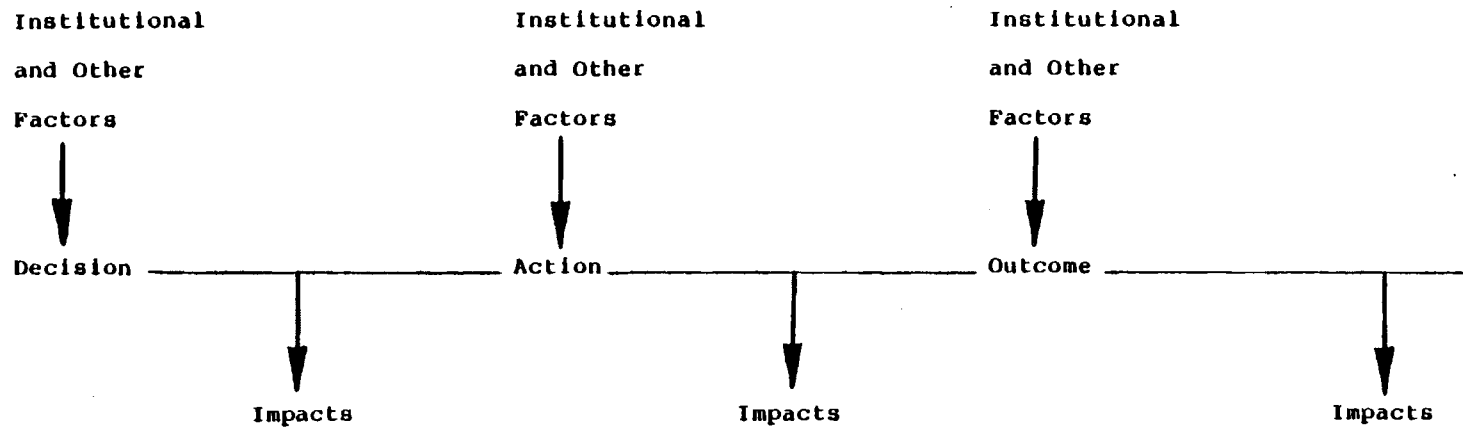 Institutional
and Other
Factors
Institutional
and Other
Factors
Institutional
and Other
Factors
Decision
Action
Outcome
Impacts
Impacts
Impacts